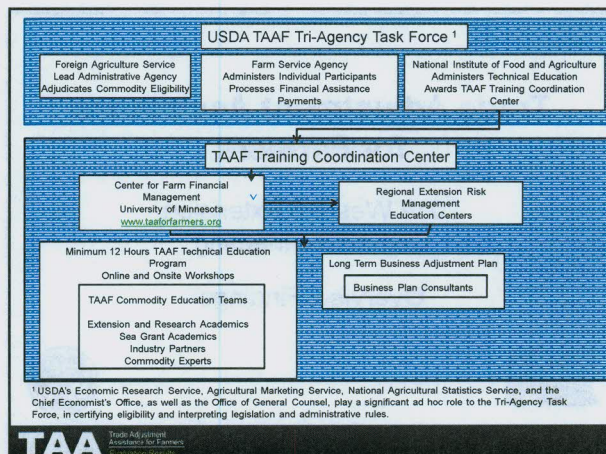 USDA TAAF Tri-Agency Task Force ¹
Foreign Agriculture Service
Lead Administrative Agency
Adjudicates Commodity Eligibility
Farm Service Agency
Administers Individual Participants
Processes Financial Assistance
Payments
National Institute of Food and Agriculture
Administers Technical Education
Awards TAAF Training Coordination
Center
TAAF Training Coordination Center
Center for Farm Financial
Management
University of Minnesota
www.taaforfarmers.org
Regional Extension Risk
Management
Education Centers
Minimum 12 Hours TAAF Technical Education
Program
Online and Onsite Workshops
TAAF Commodity Education Teams
Extension and Research Academics
Sea Grant Academics
Industry Partners
Commodity Experts
Long Term Business Adjustment Plan
Business Plan Consultants
¹ USDA's Economic Research Service, Agricultural Marketing Service, National Agricultural Statistics Service, and the
Chief Economist's Office, as well as the Office of General Counsel, play a significant ad hoc role to the Tri-Agency Task
Force, in certifying eligibility and interpreting legislation and administrative rules.
TAA
Trade Adjustment
Assistance for Farmers